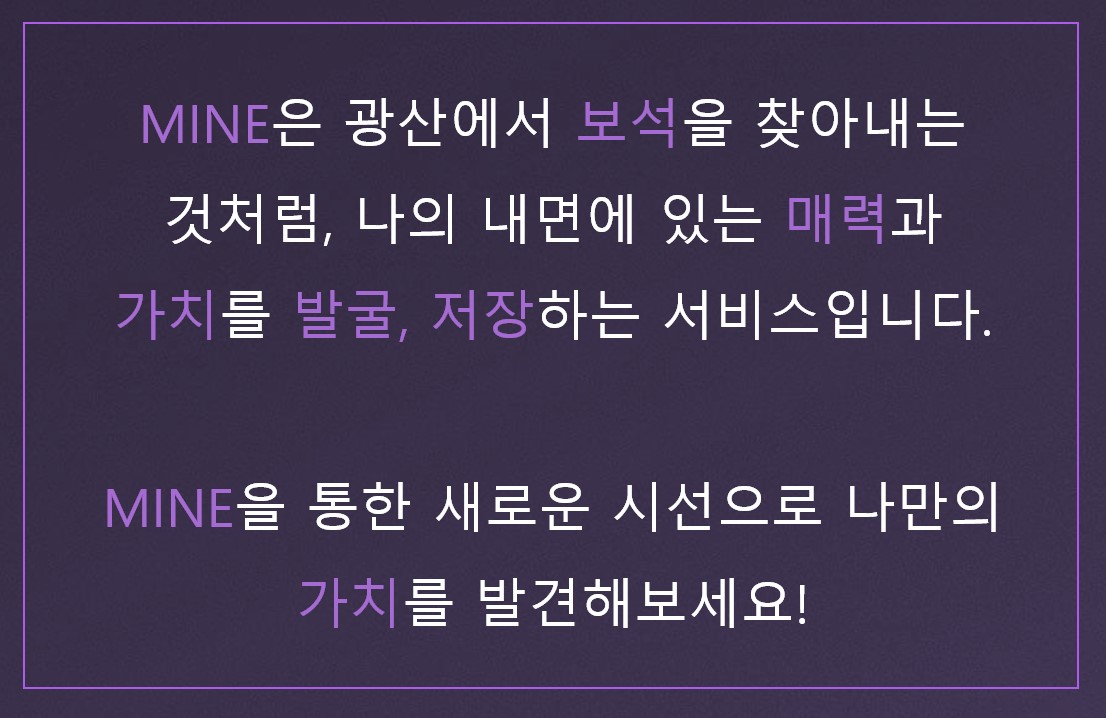 MINE은 광산에서 보석을 찾아내는
것처럼, 나의 내면에 있는 매력과
가치를 발굴, 저장하는 서비스입니다.
MINE을 통한 새로운 시선으로 나만의
가치를 발견해보세요!